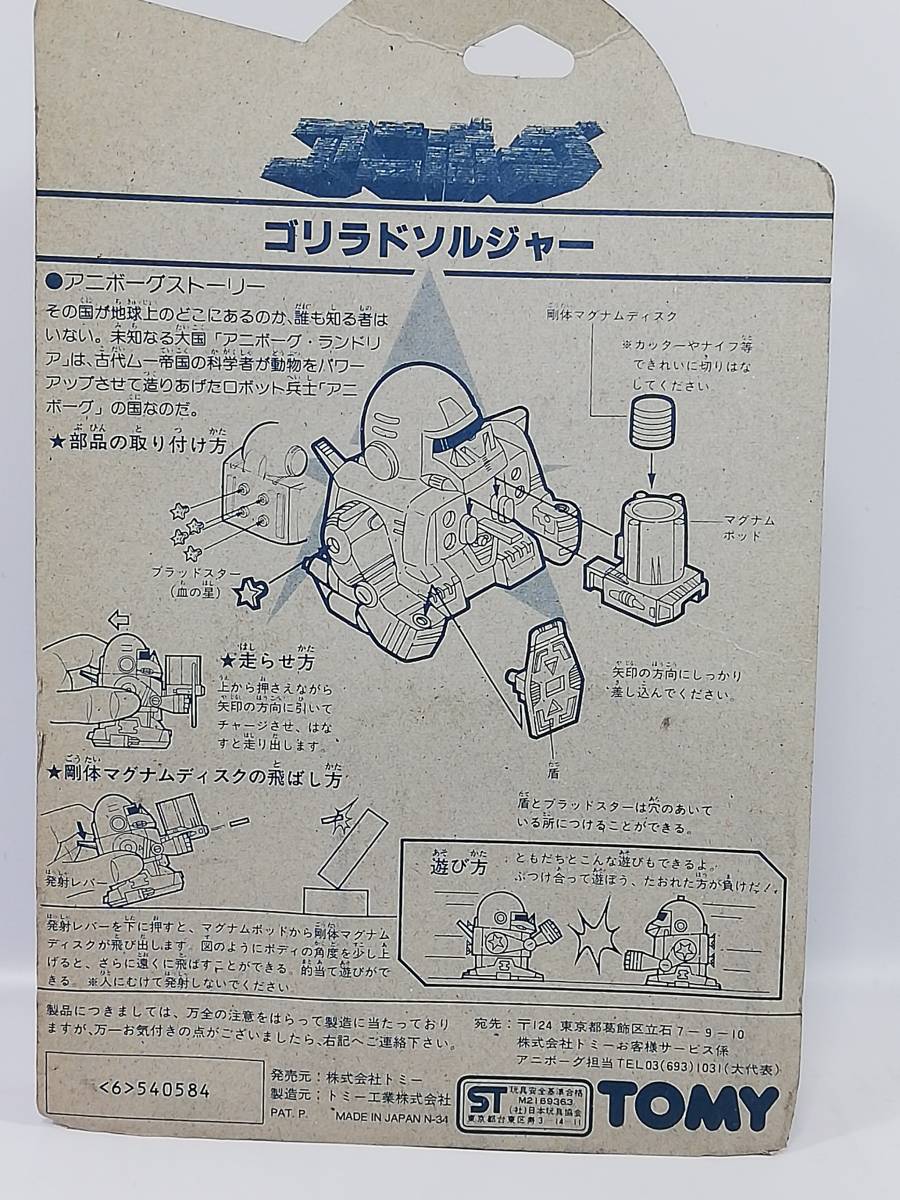 アニボーグ
ゴリラドソルジャー
●アニボーグストーリー
その国が地球上のどこにあるのか、誰も知る者は
いない。未知なる大国「アニボーグ・ランドリ
ア」は、古代ムー帝国の科学者が動物をパワー
アップさせて造りあげたロボット兵士「アニ
ボーグ」の国なのだ。
★部品の取り付け方
剛体マグナムディスク
※カッターやナイフ等
できれいに切りはな
してください。
マグナム
ポッド
ブラッドスター
(血の星)
★走らせ方
上から押さえながら
矢印の方向に引いて
チャージさせ、はな
すと走り出します。
矢印の方向にしっかり
差し込んでください。
盾
盾とブラッドスターは穴のあいて
いる所につけることができる。
★剛体マグナムディスクの飛ばし方
発射レバー
発射レバーを下に押すと、マグナムポッドから剛体マグナム
ディスクが飛び出します。図のようにボディの角度を少し上
げると、さらに遠くに飛ばすことができる。的当て遊びがで
きる。※人にむけて発射しないでください。
遊び方
:ともだちとこんな遊びもできるよ。
ぶつけ合って遊ぼう、たおれた方が負けだ!
製品につきましては、万全の注意をはらって製造に当たっており
ますが、万一お気付きの点がございましたら、右記へご連絡下さい。
宛先:〒124 東京都葛飾区立石7-9-10
株式会社トミーお客様サービス係
アニボーグ担当TEL03(693)1031(大代表)
<6>540584
発売元:株式会社トミー
製造元:トミー工業株式会社
PAT. P. MADE IN JAPAN N-34
ST
玩具安全基準合格
M2169363
(社)日本玩具協会
東京都台東区寿3-14-11
TOMY